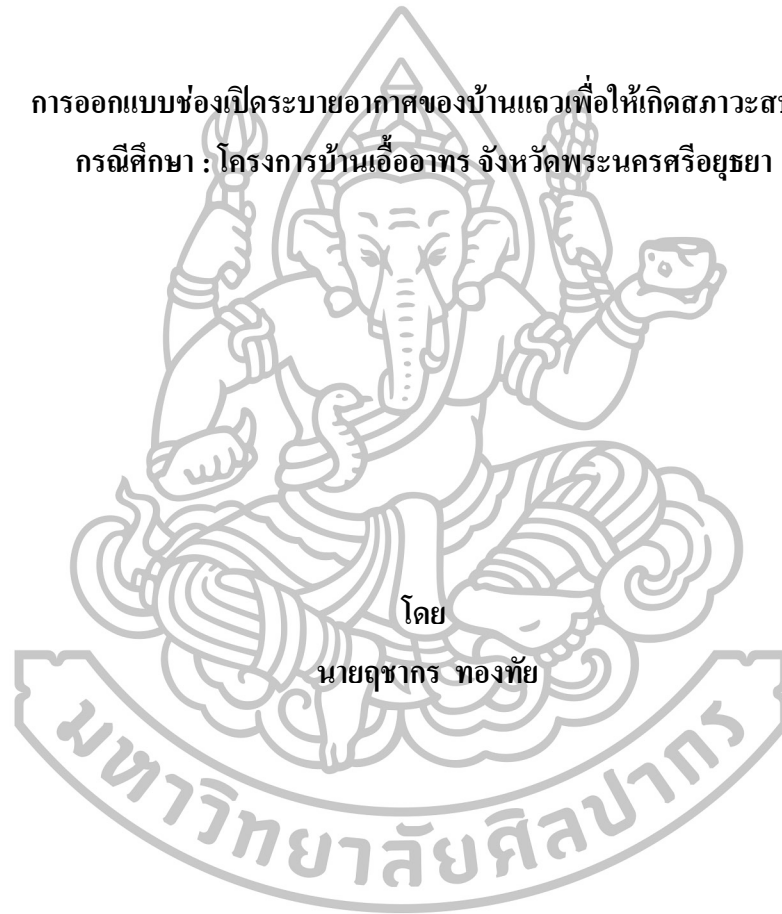 การออกแบบช่องเปิดระบายอากาศของบ้านแถวเพื่อให้เกิดสภาวะ
กรณีศึกษา : โครงการบ้านเอื้ออาทร จังหวัดพระนครศรีอยุธยา
โดย
นายฤชากร ทองทัย
มหาวิทยาลัยศิลปากร